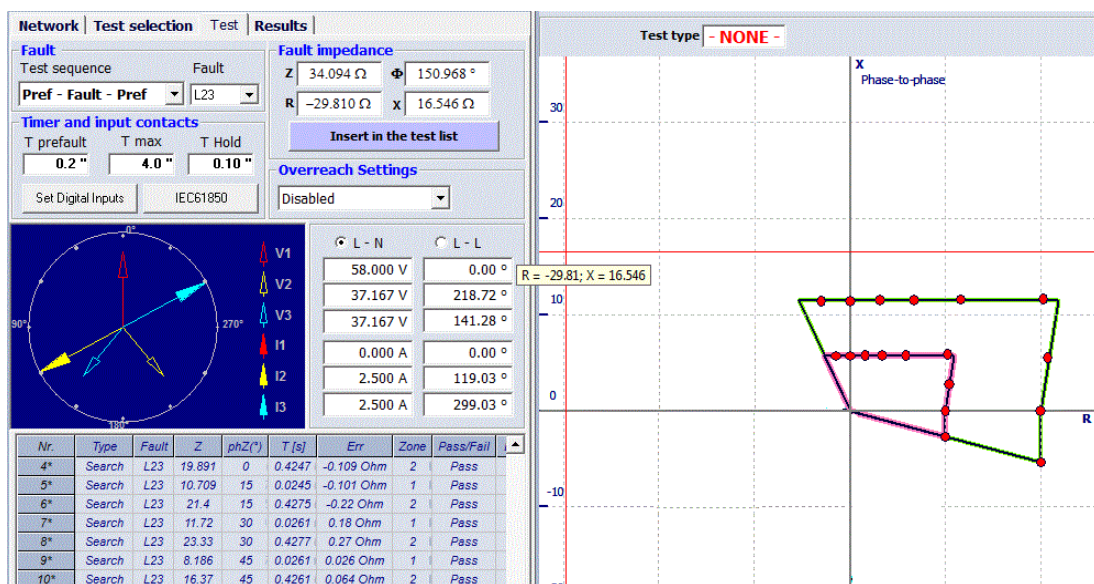 Network Test selection Test Results
Fault
Test sequence Fault
Pref - Fault - Pref L23
Timer and input contacts
T prefault T max T Hold
0.2 " 4.0 " 0.10 "
Set Digital Inputs IEC61850
Fault impedance
Z 34.094 Ω Φ 150.968 °
R −29.810 Ω X 16.546 Ω
Insert in the test list
Overreach Settings
Disabled
0°
90°
270°
180°
V1
V2
V3
I1
I2
I3
L - N L - L
58.000 V 0.00 º
37.167 V 218.72 º
37.167 V 141.28 º
0.000 A 0.00 º
2.500 A 119.03 º
2.500 A 299.03 º
Nr. Type Fault Z phZ(°) T [s] Err Zone Pass/Fail
4* Search L23 19.891 0 0.4247 -0.109 Ohm 2 Pass
5* Search L23 10.709 15 0.0245 -0.101 Ohm 1 Pass
6* Search L23 21.4 15 0.4275 -0.22 Ohm 2 Pass
7* Search L23 11.72 30 0.0261 0.18 Ohm 1 Pass
8* Search L23 23.33 30 0.4277 0.27 Ohm 2 Pass
9* Search L23 8.186 45 0.0261 0.026 Ohm 1 Pass
10* Search L23 16.37 45 0.4261 0.064 Ohm 2 Pass
Test type - NONE -
X
Phase-to-phase
30
20
R = -29.81; X = 16.546
10
0
R
-10